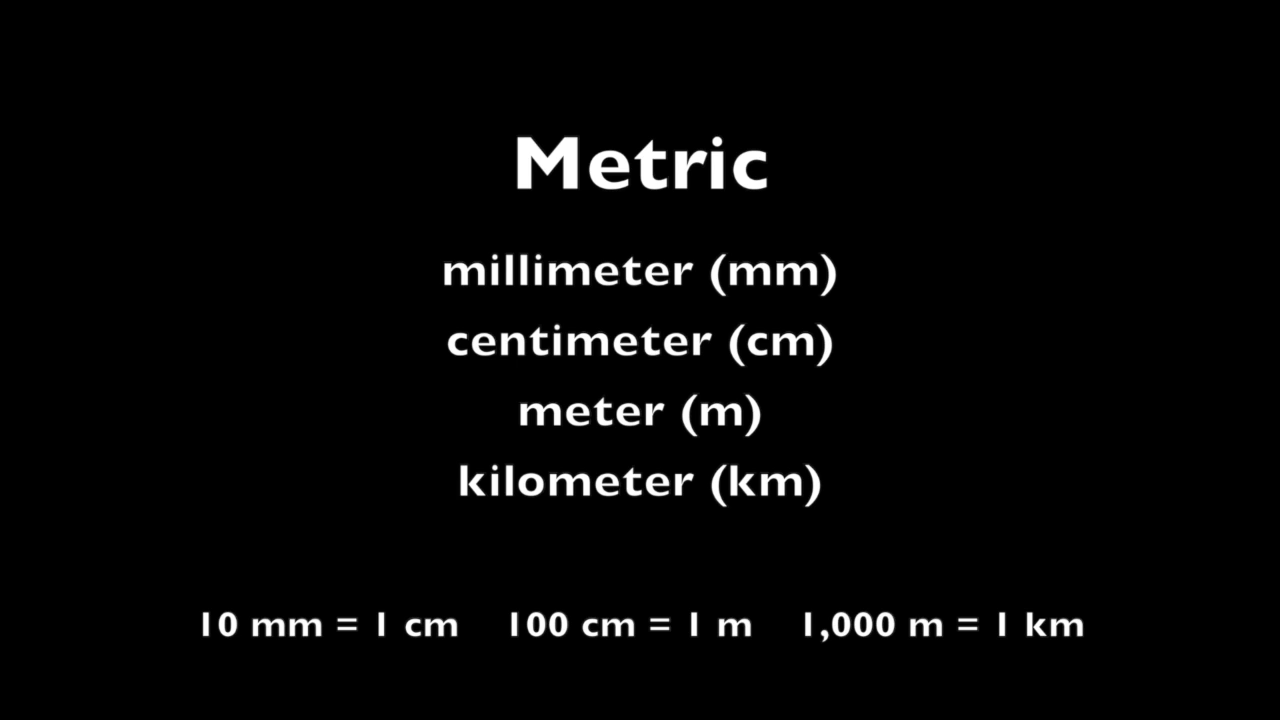 Metric
millimeter (mm)
centimeter (cm)
meter (m)
kilometer (km)
10 mm = 1 cm 100 cm = 1 m 1,000 m = 1 km